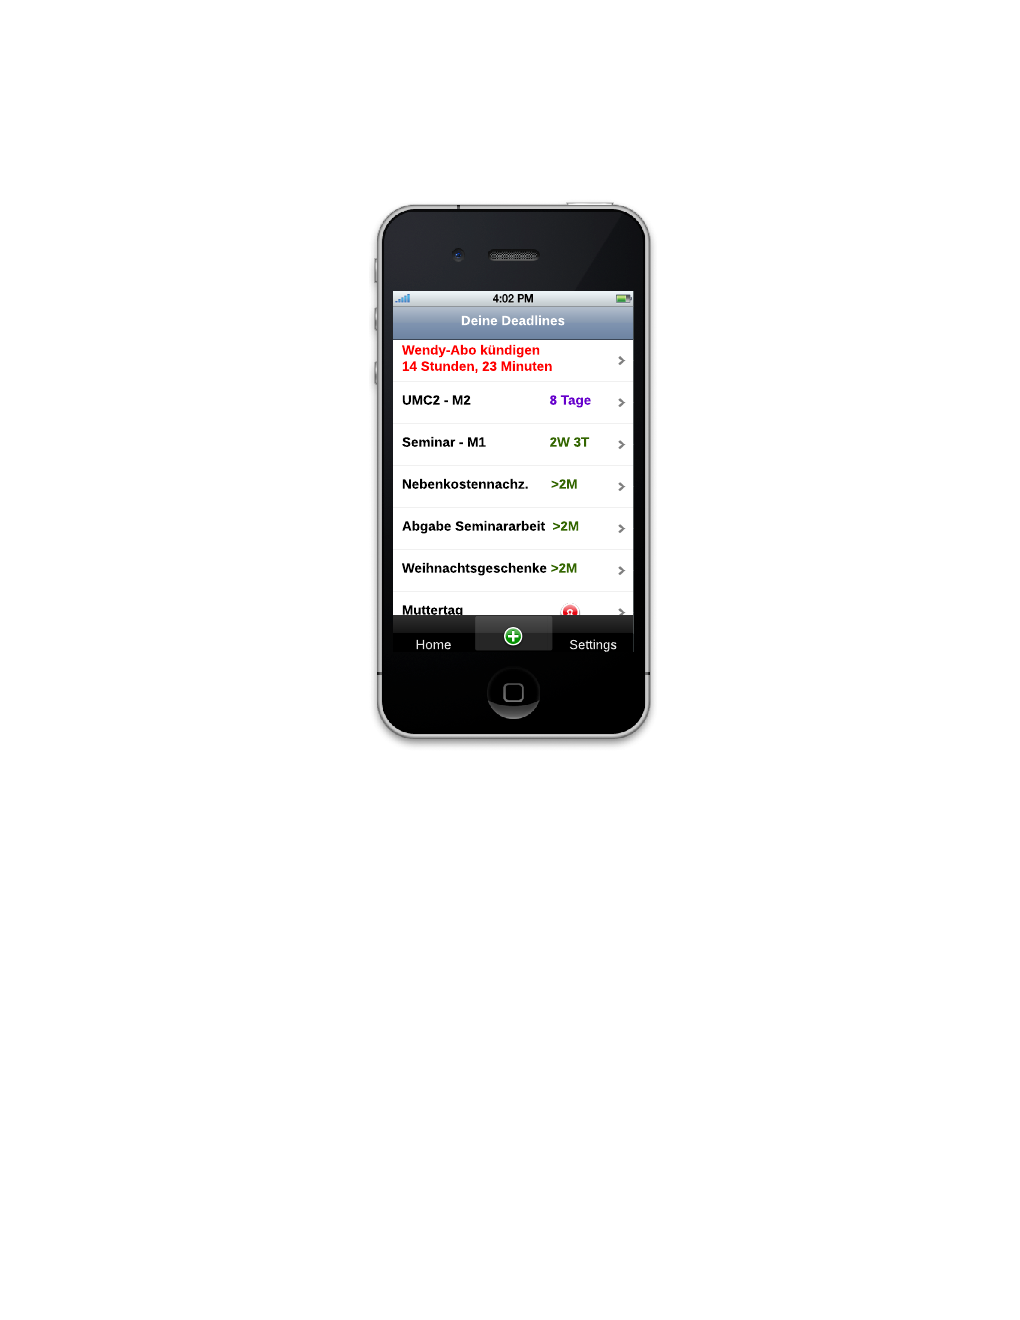 4:02 PM
Deine Deadlines
Wendy-Abo kündigen
14 Stunden, 23 Minuten
UMC2 - M2 8 Tage
Seminar - M1 2W 3T
Nebenkostennachz. >2M
Abgabe Seminararbeit >2M
Weihnachtsgeschenke >2M
Muttertag
Home Settings